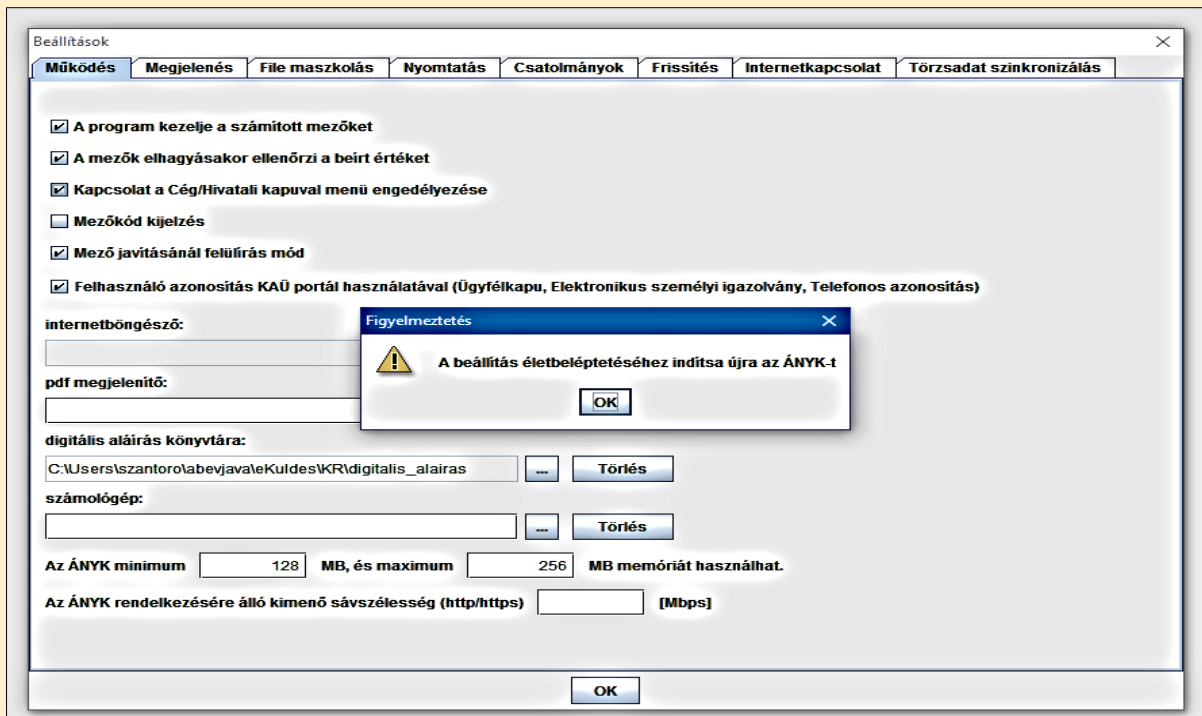 Beállítások
Működés Megjelenés File maszkolás Nyomtatás Csatolmányok Frissítés Internetkapcsolat Törzsadat szinkronizálás
A program kezelje a számított mezőket
A mezők elhagyásakor ellenőrzi a beírt értéket
Kapcsolat a Cég/Hivatali kapuval menü engedélyezése
Mezőkód kijelzés
Mező javításánál felülírás mód
Felhasználó azonosítás KAÜ portál használatával (Ügyfélkapu, Elektronikus személyi igazolvány, Telefonos azonosítás)
internetböngésző:
Figyelmeztetés
A beállítás életbeléptetéséhez indítsa újra az ÁNYK-t
OK
pdf megjelenítő:
digitális aláírás könyvtára:
C:\Users\szantoro\abevjava\eKuldes\KR\digitalis_alairas ... Törlés
számológép:
... Törlés
Az ÁNYK minimum 128 MB, és maximum 256 MB memóriát használhat.
Az ÁNYK rendelkezésére álló kimenő sávszélesség (http/https) [Mbps]
OK